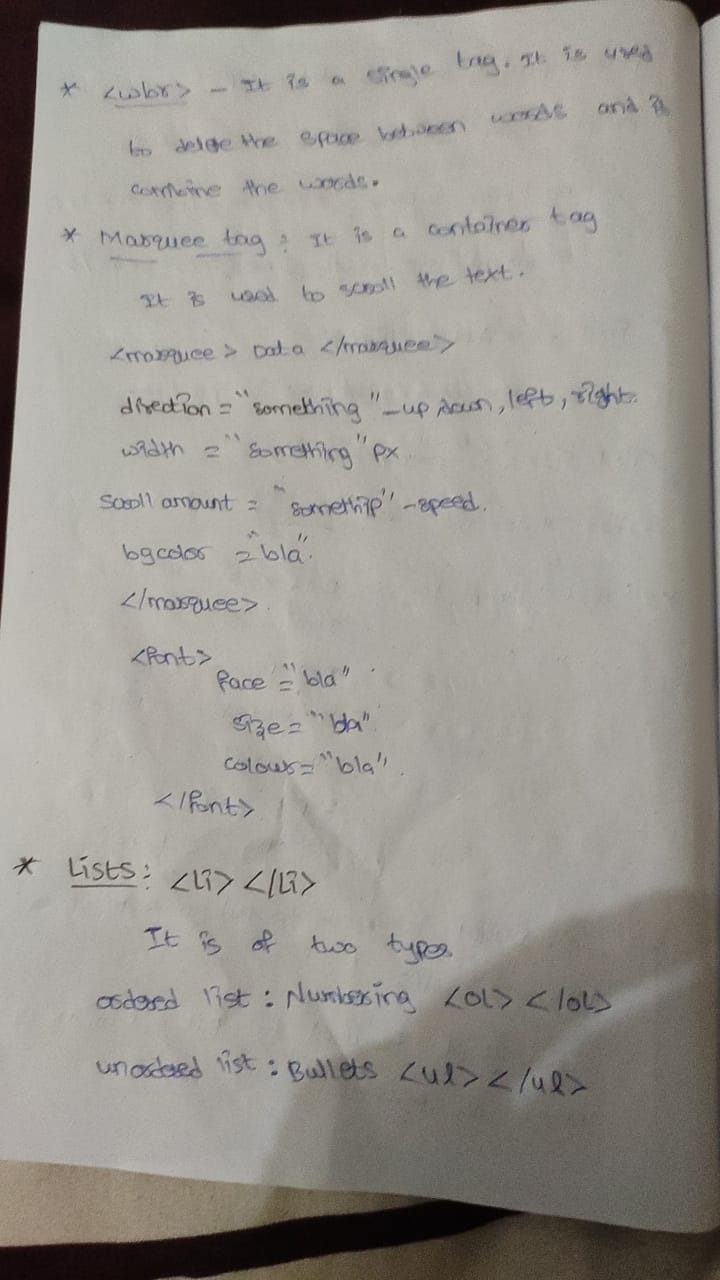 * <wbr> - It is a single tag. It is used
to delete the space between words and it
combine the words.
* Marquee tag : It is a container tag
It is used to scroll the text.
<marquee> Data </marquee>
direction = "something" - up, down, left, right.
width = "something" px
scroll amount = "somethip" - speed.
bgcolor = "bla".
</marquee>.
<font>
face = "bla"
size = "bla"
colour = "bla".
</font>
* Lists : <Li> </Li>
It is of two types
ordered list : Numbering <OL> </OL>
unordered list : Bullets <ul> </ul>